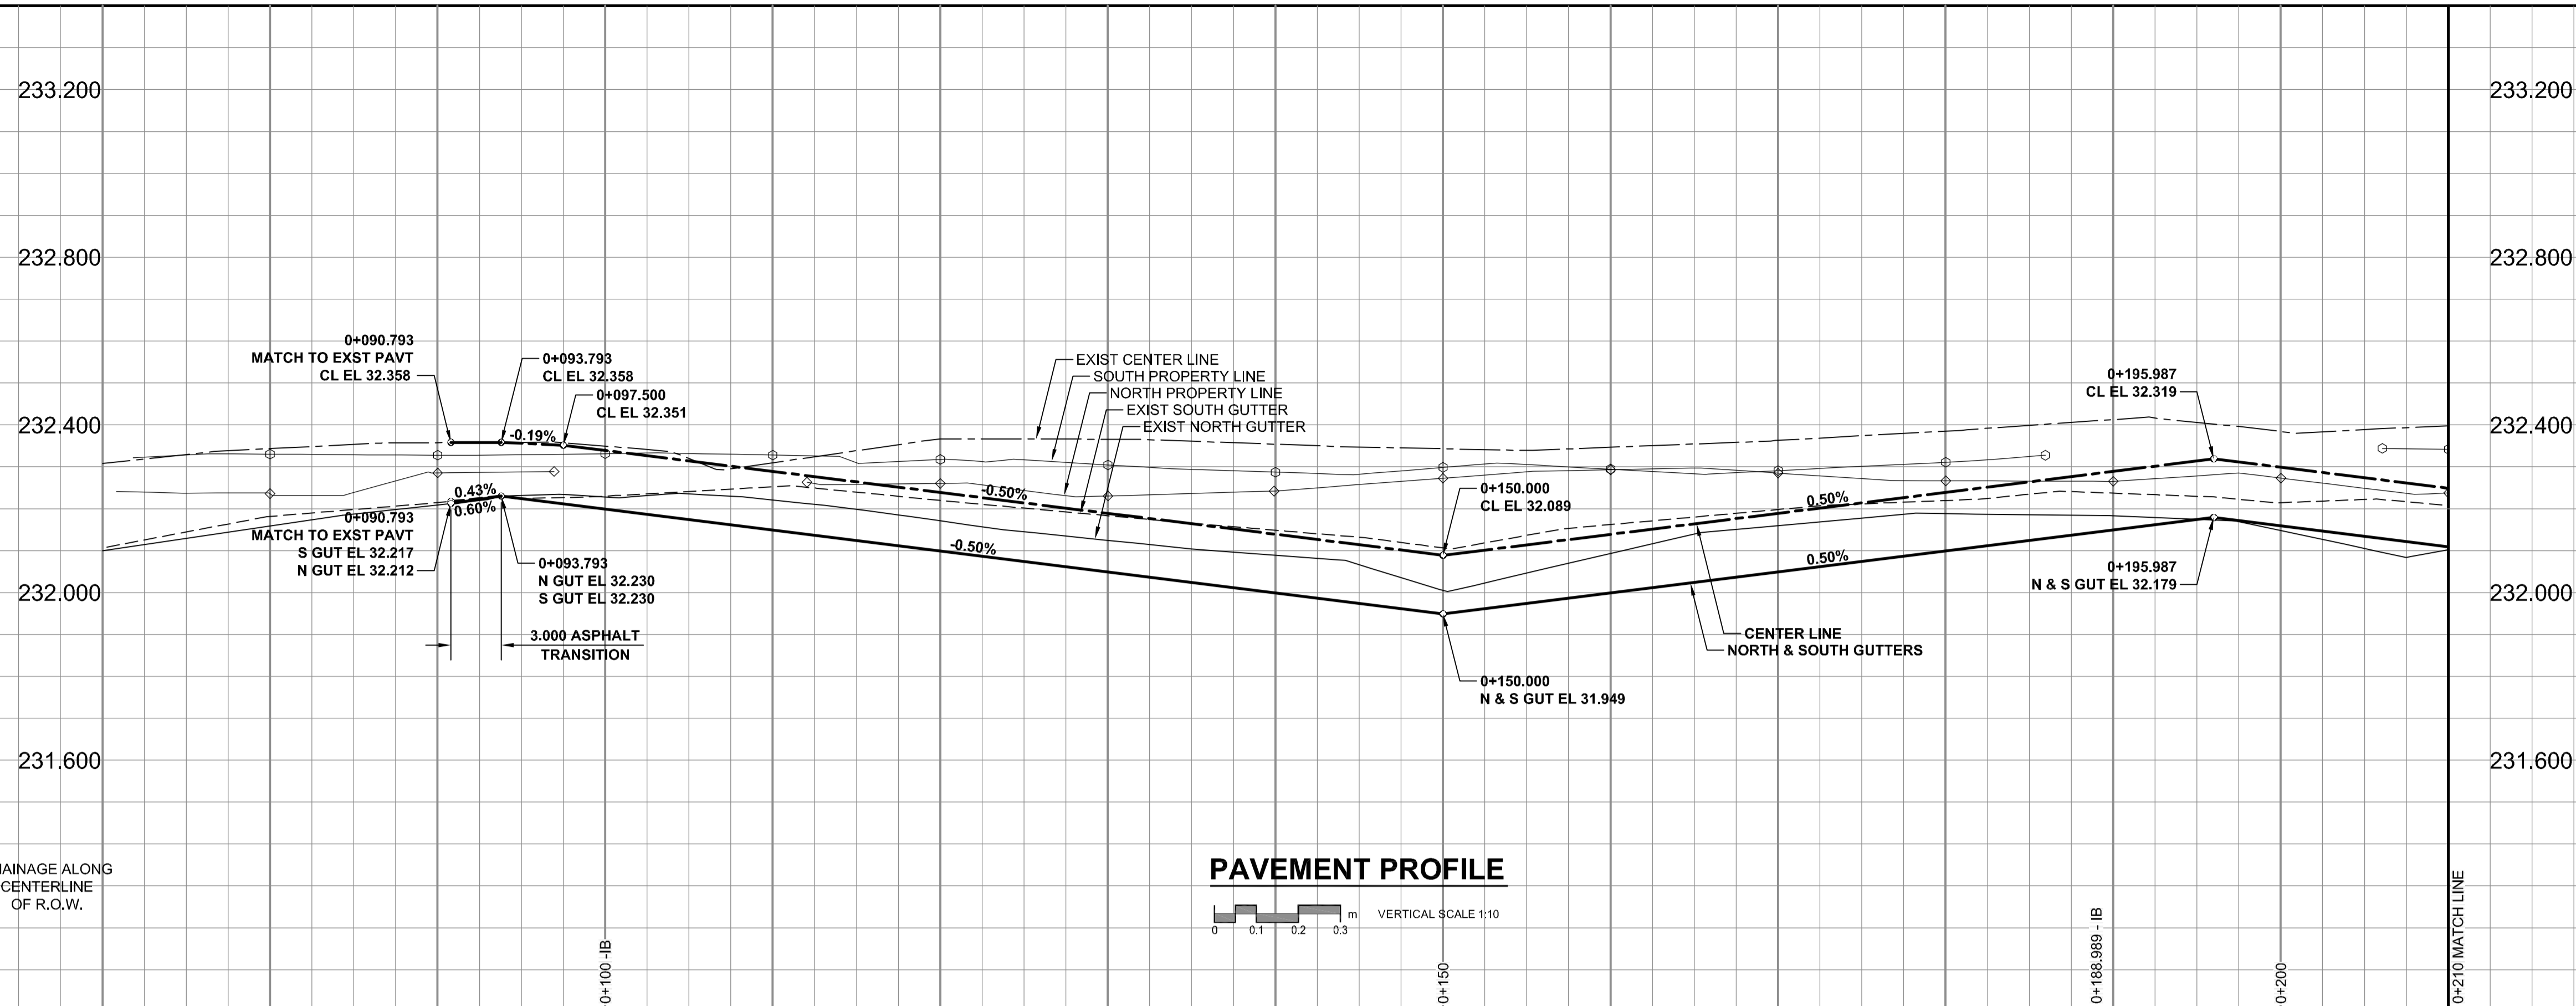 233.200
233.200
232.800
232.800
232.400
232.400
232.000
232.000
231.600
231.600
0+090.793
MATCH TO EXST PAVT
CL EL 32.358
0+093.793
CL EL 32.358
0+097.500
CL EL 32.351
-0.19%
EXIST CENTER LINE
SOUTH PROPERTY LINE
NORTH PROPERTY LINE
EXIST SOUTH GUTTER
EXIST NORTH GUTTER
0+195.987
CL EL 32.319
0.43%
0.60%
-0.50%
0+150.000
CL EL 32.089
0.50%
0+090.793
MATCH TO EXST PAVT
S GUT EL 32.217
N GUT EL 32.212
0+093.793
N GUT EL 32.230
S GUT EL 32.230
-0.50%
0.50%
0+195.987
N & S GUT EL 32.179
3.000 ASPHALT
TRANSITION
CENTER LINE
NORTH & SOUTH GUTTERS
0+150.000
N & S GUT EL 31.949
AINAGE ALONG
CENTERLINE
OF R.O.W.
PAVEMENT PROFILE
0 0.1 0.2 0.3 m
VERTICAL SCALE 1:10
0+100 -IB
0+150
0+188.989 - IB
0+200
0+210 MATCH LINE